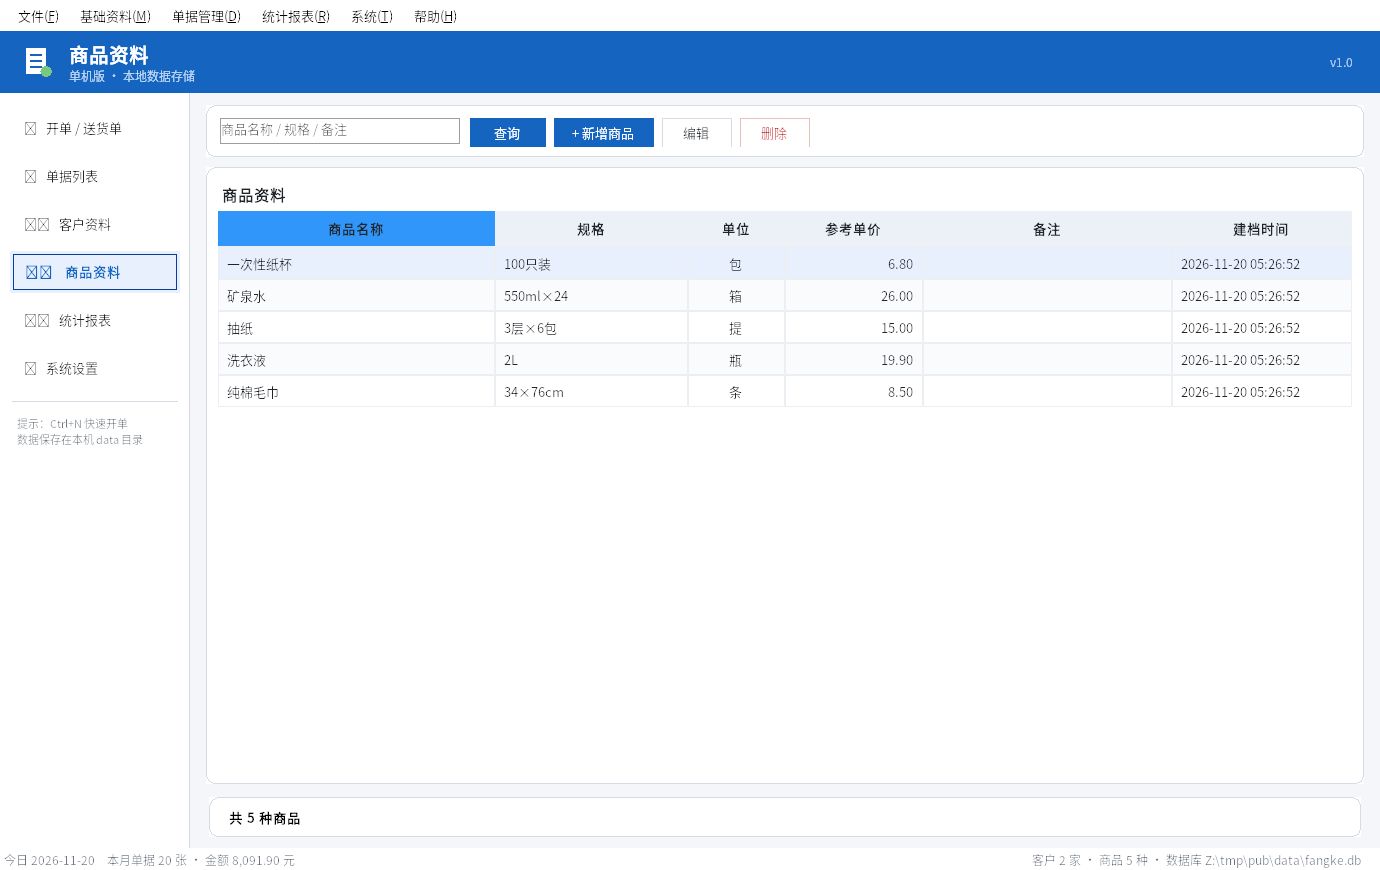 文件(F) 基础资料(M) 单据管理(D) 统计报表(R) 系统(T) 帮助(H)
商品资料
单机版 · 本地数据存储
v1.0
开单 / 送货单
单据列表
客户资料
商品资料
统计报表
系统设置
提示：Ctrl+N 快速开单
数据保存在本机 data 目录
商品名称 / 规格 / 备注 查询 + 新增商品 编辑 删除
商品资料
商品名称 规格 单位 参考单价 备注 建档时间
一次性纸杯 100只装 包 6.80 2026-11-20 05:26:52
矿泉水 550ml×24 箱 26.00 2026-11-20 05:26:52
抽纸 3层×6包 提 15.00 2026-11-20 05:26:52
洗衣液 2L 瓶 19.90 2026-11-20 05:26:52
纯棉毛巾 34×76cm 条 8.50 2026-11-20 05:26:52
共 5 种商品
今日 2026-11-20 本月单据 20 张 · 金额 8,091.90 元
客户 2 家 · 商品 5 种 · 数据库 Z:\tmp\pub\data\fangke.db